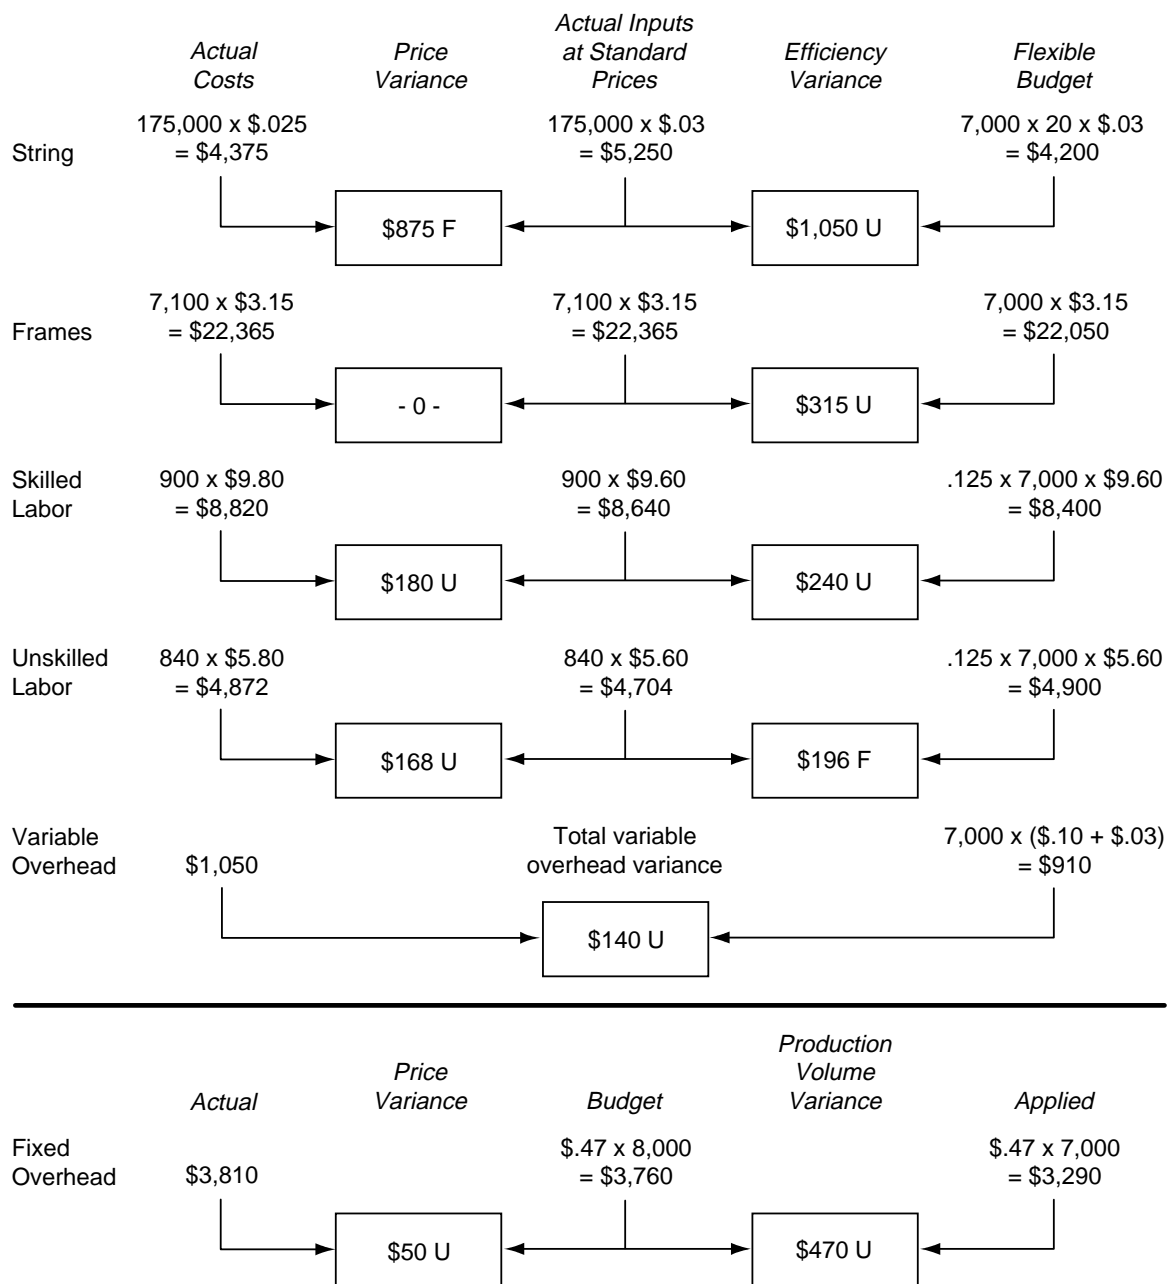 Actual Costs
Price Variance
Actual Inputs at Standard Prices
Efficiency Variance
Flexible Budget
String
175,000 x $.025
= $4,375
175,000 x $.03
= $5,250
7,000 x 20 x $.03
= $4,200
$875 F
$1,050 U
Frames
7,100 x $3.15
= $22,365
7,100 x $3.15
= $22,365
7,000 x $3.15
= $22,050
- 0 -
$315 U
Skilled Labor
900 x $9.80
= $8,820
900 x $9.60
= $8,640
.125 x 7,000 x $9.60
= $8,400
$180 U
$240 U
Unskilled Labor
840 x $5.80
= $4,872
840 x $5.60
= $4,704
.125 x 7,000 x $5.60
= $4,900
$168 U
$196 F
Variable Overhead
$1,050
Total variable overhead variance
7,000 x ($.10 + $.03)
= $910
$140 U
Actual
Price Variance
Budget
Production Volume Variance
Applied
Fixed Overhead
$3,810
$.47 x 8,000
= $3,760
$.47 x 7,000
= $3,290
$50 U
$470 U